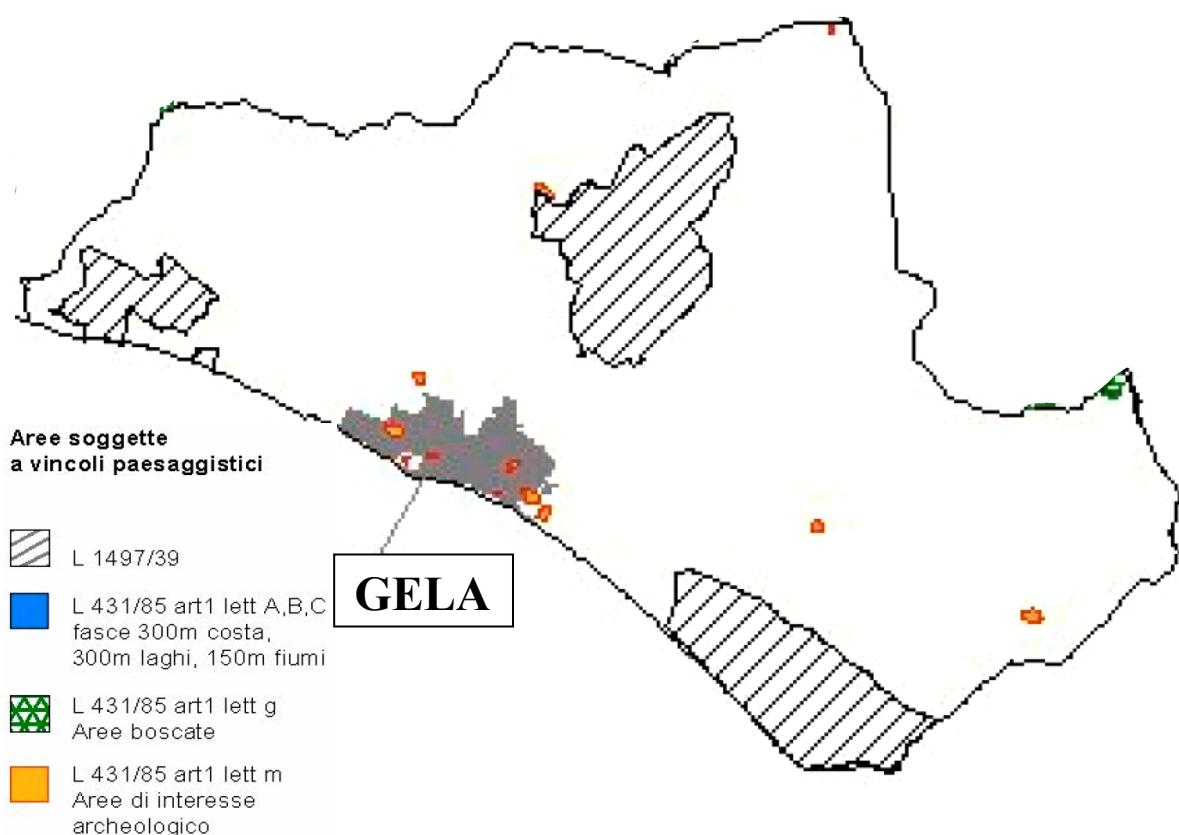 Aree soggette
a vincoli paesaggistici
L 1497/39
L 431/85 art1 lett A,B,C
fasce 300m costa,
300m laghi, 150m fiumi
L 431/85 art1 lett g
Aree boscate
L 431/85 art1 lett m
Aree di interesse
archeologico
GELA